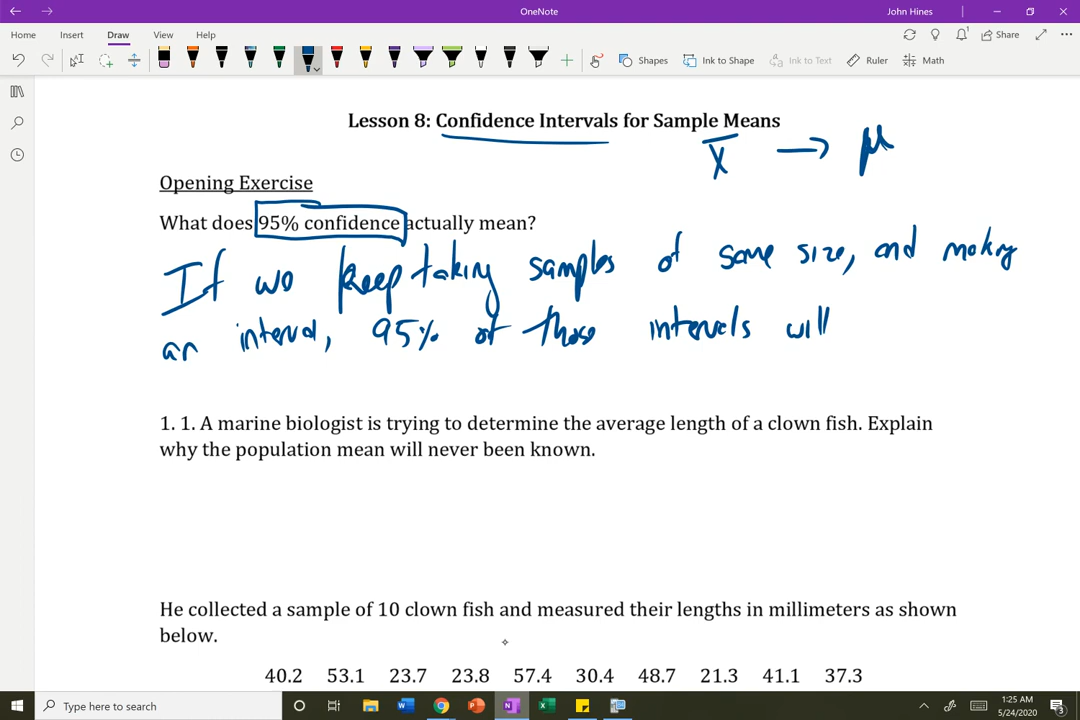 OneNote
John Hines
Home Insert Draw View Help
Share
Shapes Ink to Shape Ink to Text Ruler Math
Lesson 8: Confidence Intervals for Sample Means
X̅ → μ
Opening Exercise
What does 95% confidence actually mean?
If we keep taking samples of same size, and making
an interval, 95% of those intervals will
1. 1. A marine biologist is trying to determine the average length of a clown fish. Explain
why the population mean will never been known.
He collected a sample of 10 clown fish and measured their lengths in millimeters as shown
below.
40.2 53.1 23.7 23.8 57.4 30.4 48.7 21.3 41.1 37.3
Type here to search
1:25 AM
5/24/2020
3